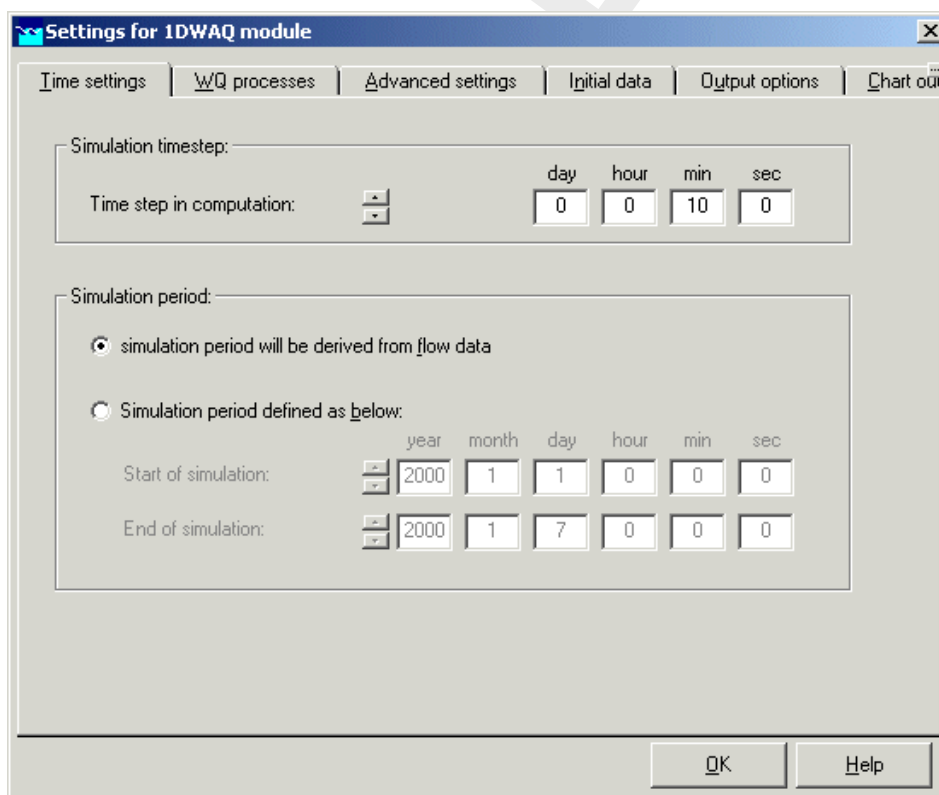 Settings for 1DWAQ module
Time settings WQ processes Advanced settings Initial data Output options Chart ou
Simulation timestep:
day hour min sec
Time step in computation: 0 0 10 0
Simulation period:
simulation period will be derived from flow data
Simulation period defined as below:
year month day hour min sec
Start of simulation: 2000 1 1 0 0 0
End of simulation: 2000 1 7 0 0 0
OK Help